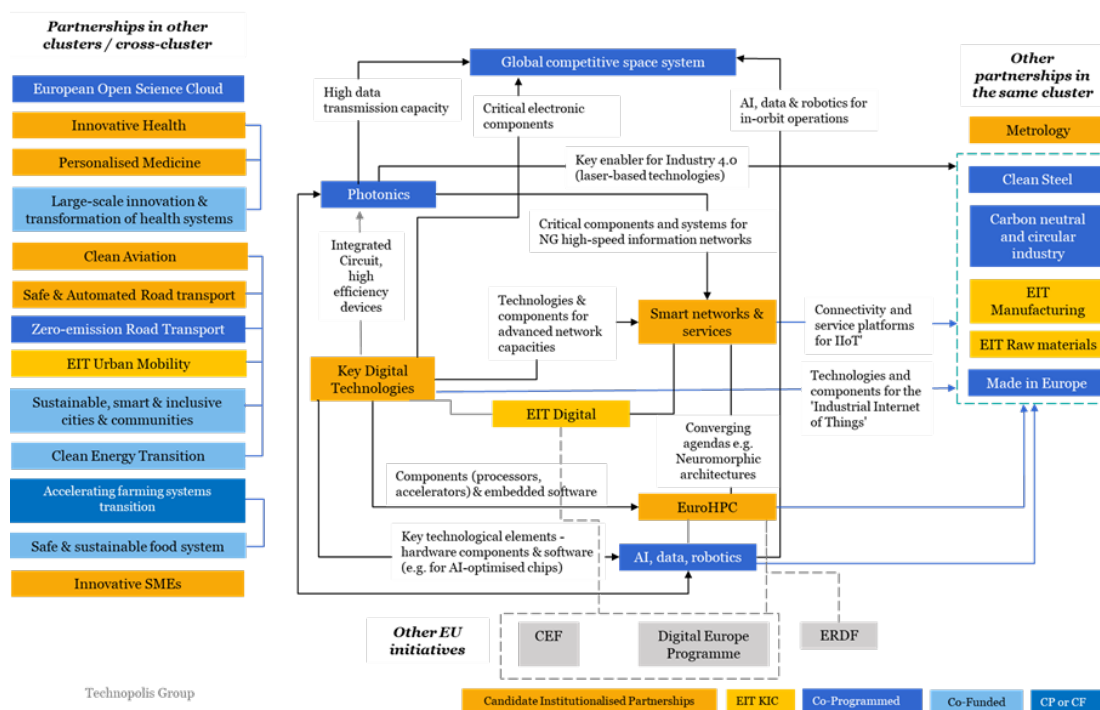 Partnerships in other
clusters / cross-cluster
European Open Science Cloud
Innovative Health
Personalised Medicine
Large-scale innovation &
transformation of health systems
Clean Aviation
Safe & Automated Road transport
Zero-emission Road Transport
EIT Urban Mobility
Sustainable, smart & inclusive
cities & communities
Clean Energy Transition
Accelerating farming systems
transition
Safe & sustainable food system
Innovative SMEs
Global competitive space system
High data
transmission capacity
Critical electronic
components
AI, data & robotics for
in-orbit operations
Key enabler for Industry 4.0
(laser-based technologies)
Photonics
Critical components and systems for
NG high-speed information networks
Integrated
Circuit,
high
efficiency
devices
Technologies &
components for
advanced network
capacities
Smart networks &
services
Connectivity and
service platforms
for IIoT'
Key Digital
Technologies
Technologies and
components for the
'Industrial Internet
of Things'
EIT Digital
Converging
agendas e.g.
Neuromorphic
architectures
Components (processors,
accelerators) & embedded software
EuroHPC
Key technological elements -
hardware components & software
(e.g. for AI-optimised chips)
AI, data, robotics
Other
partnerships in
the same cluster
Metrology
Clean Steel
Carbon neutral
and circular
industry
EIT
Manufacturing
EIT Raw materials
Made in Europe
Other EU
initiatives
CEF
Digital Europe
Programme
ERDF
Technopolis Group
Candidate Institutionalised Partnerships
EIT KIC
Co-Programmed
Co-Funded
CP or CF